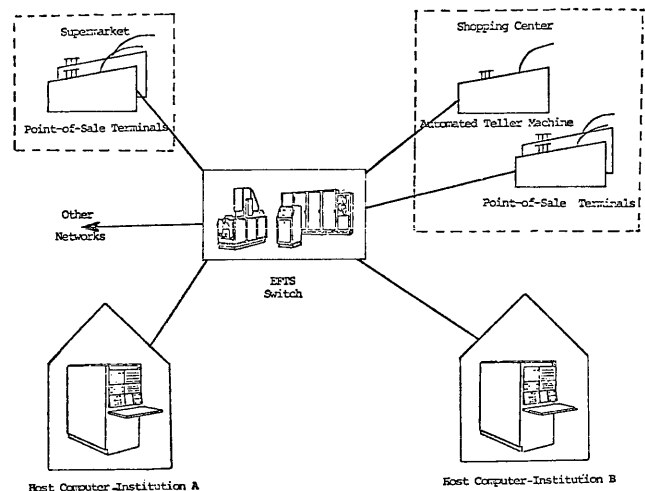 Supermarket
Point-of-Sale Terminals
Shopping Center
Automated Teller Machine
Point-of-Sale Terminals
Other
Networks
EFTS
Switch
Host Computer-Institution A
Host Computer-Institution B